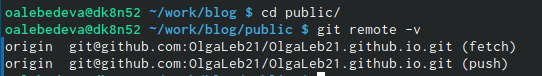 oalebedeva@dk8n52 ~/work/blog $ cd public/
oalebedeva@dk8n52 ~/work/blog/public $ git remote -v
origin  git@github.com:OlgaLeb21/OlgaLeb21.github.io.git (fetch)
origin  git@github.com:OlgaLeb21/OlgaLeb21.github.io.git (push)